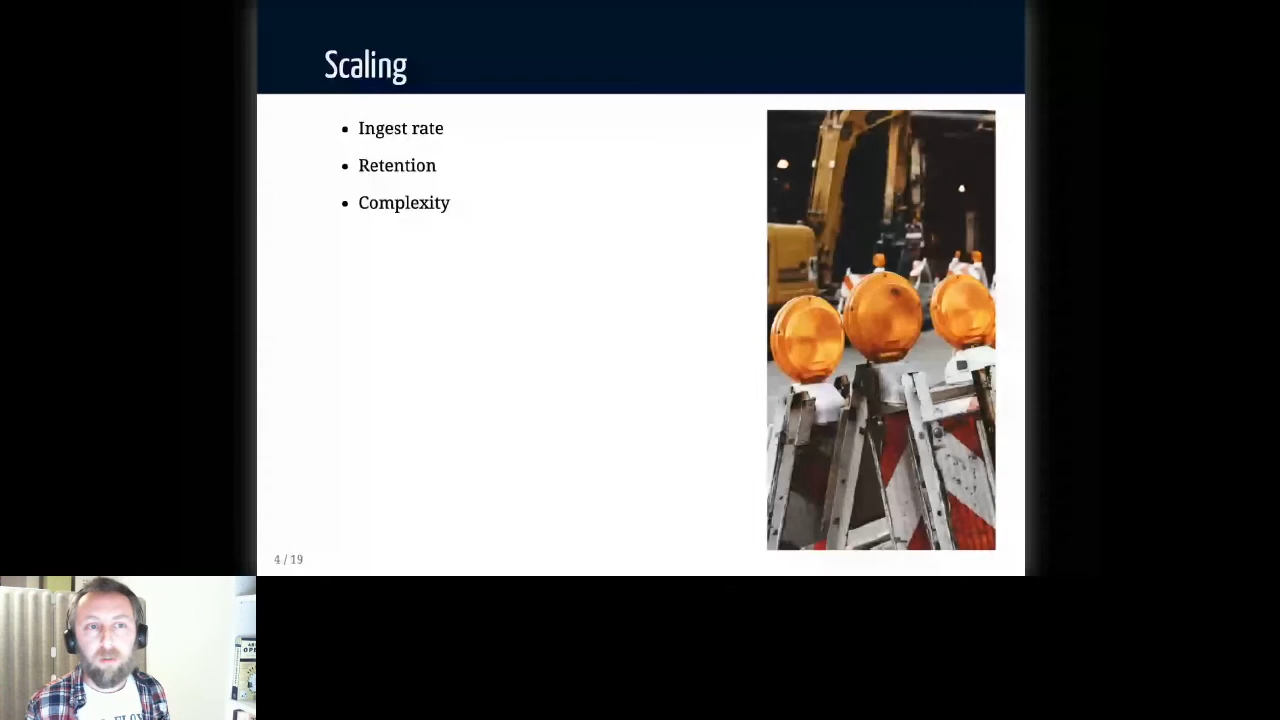 Scaling
• Ingest rate
• Retention
• Complexity
4 / 19